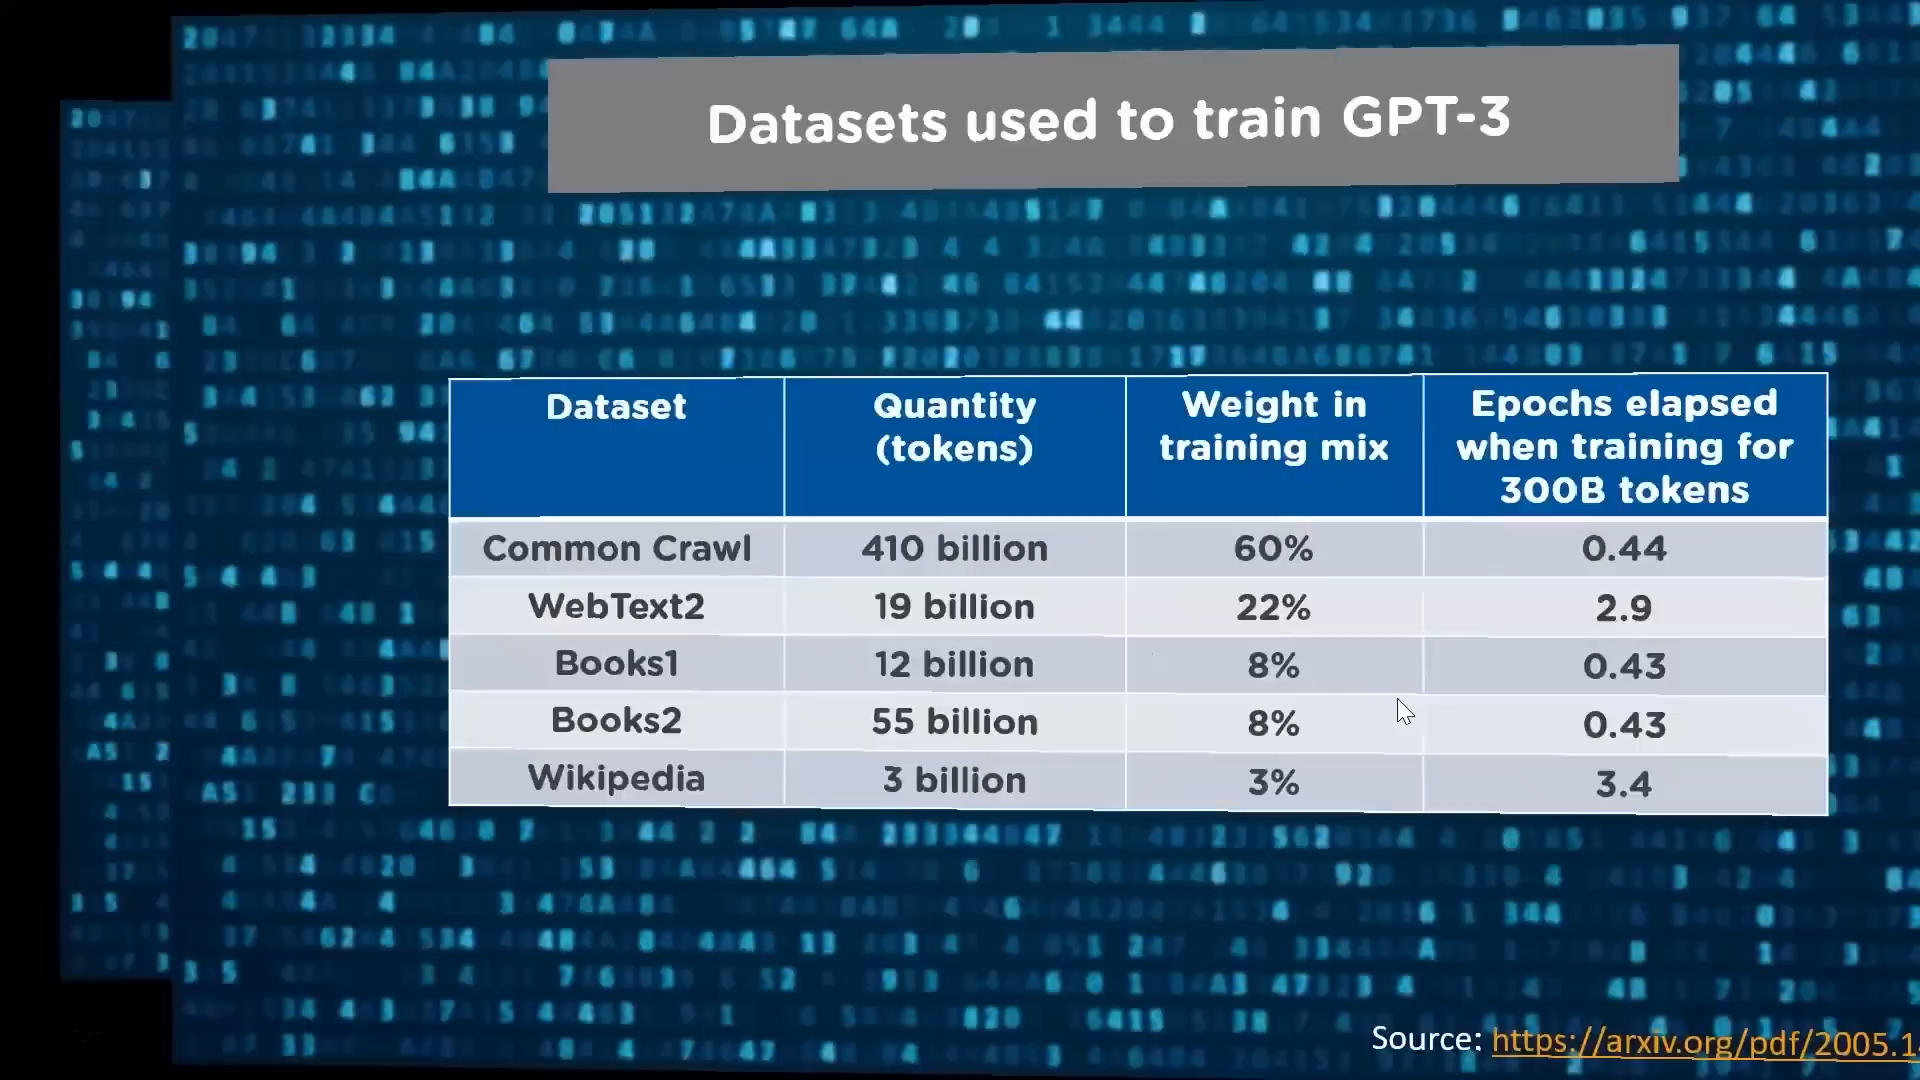 Datasets used to train GPT-3
Dataset
Quantity
(tokens)
Weight in
training mix
Epochs elapsed
when training for
300B tokens
Common Crawl 410 billion 60% 0.44
WebText2 19 billion 22% 2.9
Books1 12 billion 8% 0.43
Books2 55 billion 8% 0.43
Wikipedia 3 billion 3% 3.4
Source: https://arxiv.org/pdf/2005.1